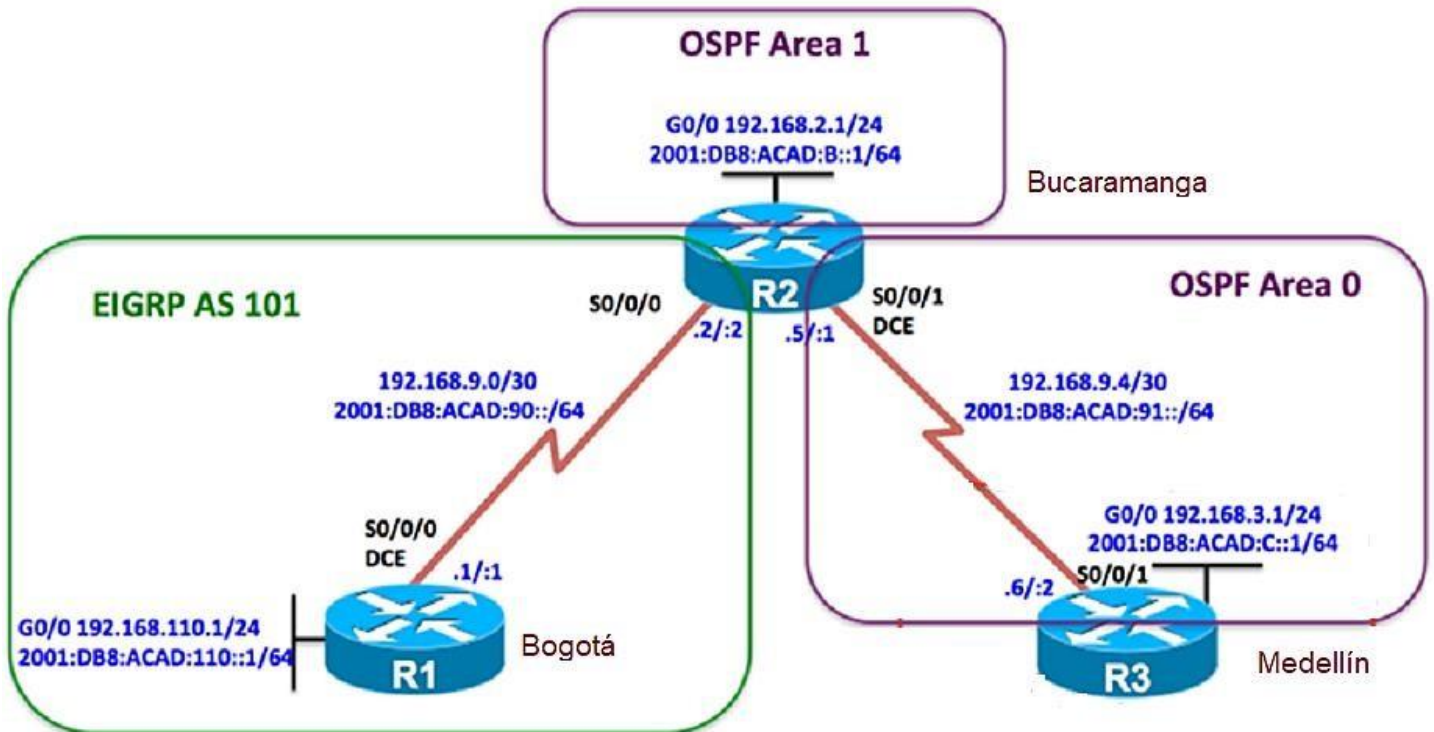 OSPF Area 1
G0/0 192.168.2.1/24
2001:DB8:ACAD:B::1/64
Bucaramanga
R2
EIGRP AS 101
S0/0/0
.2/:2
.5/:1
S0/0/1
DCE
OSPF Area 0
192.168.9.0/30
2001:DB8:ACAD:90::/64
192.168.9.4/30
2001:DB8:ACAD:91::/64
S0/0/0
DCE
.1/:1
G0/0 192.168.3.1/24
2001:DB8:ACAD:C::1/64
.6/:2
S0/0/1
G0/0 192.168.110.1/24
2001:DB8:ACAD:110::1/64
R1
Bogotá
R3
Medellín